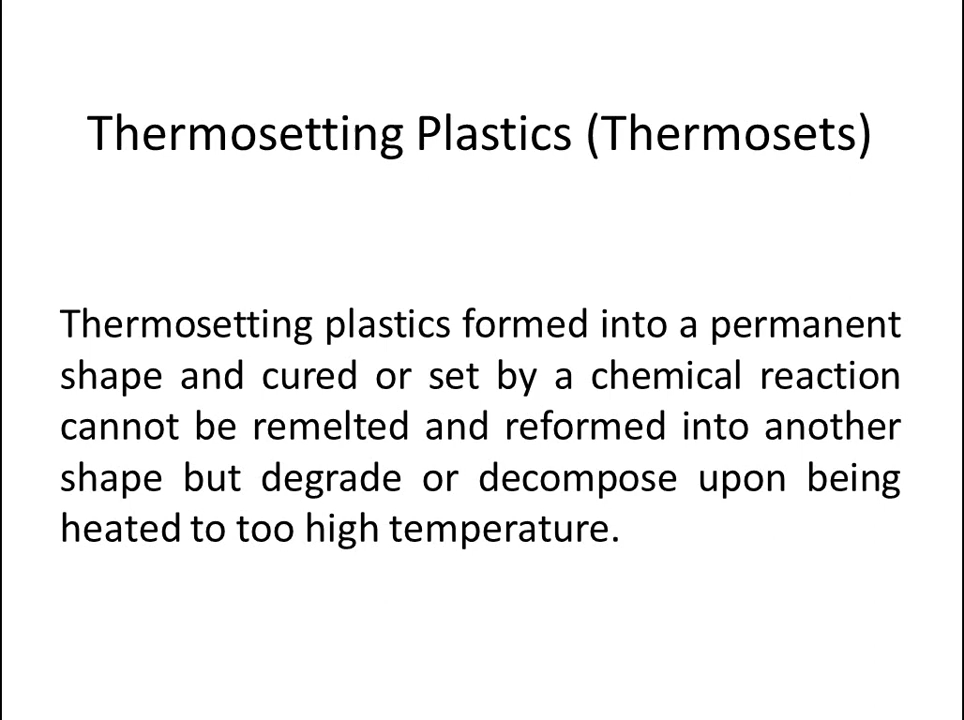 Thermosetting Plastics (Thermosets)
Thermosetting plastics formed into a permanent
shape and cured or set by a chemical reaction
cannot be remelted and reformed into another
shape but degrade or decompose upon being
heated to too high temperature.